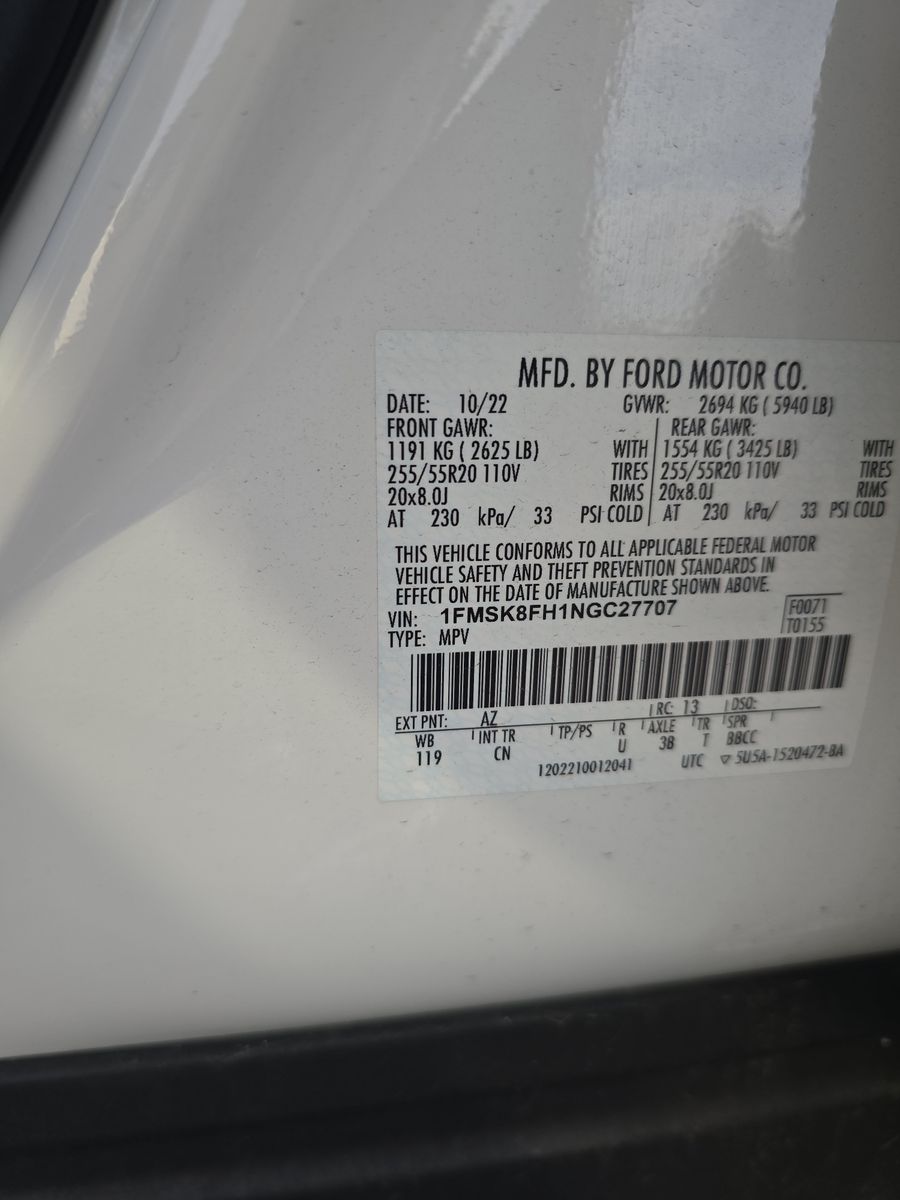 MFD. BY FORD MOTOR CO.
DATE: 10/22 GVWR: 2694 KG ( 5940 LB)
FRONT GAWR: REAR GAWR:
1191 KG ( 2625 LB) WITH 1554 KG ( 3425 LB) WITH
255/55R20 110V TIRES 255/55R20 110V TIRES
20x8.0J RIMS 20x8.0J RIMS
AT 230 kPa/ 33 PSI COLD AT 230 kPa/ 33 PSI COLD
THIS VEHICLE CONFORMS TO ALL APPLICABLE FEDERAL MOTOR
VEHICLE SAFETY AND THEFT PREVENTION STANDARDS IN
EFFECT ON THE DATE OF MANUFACTURE SHOWN ABOVE.
VIN: 1FMSK8FH1NGC27707 F0071
TYPE: MPV T0155
EXT PNT: AZ RC: 13 DSO:
WB INT TR TP/PS R AXLE TR SPR
119 CN U 3B T BBCC
1202210012041 UTC ▽ 5U5A-1520472-BA